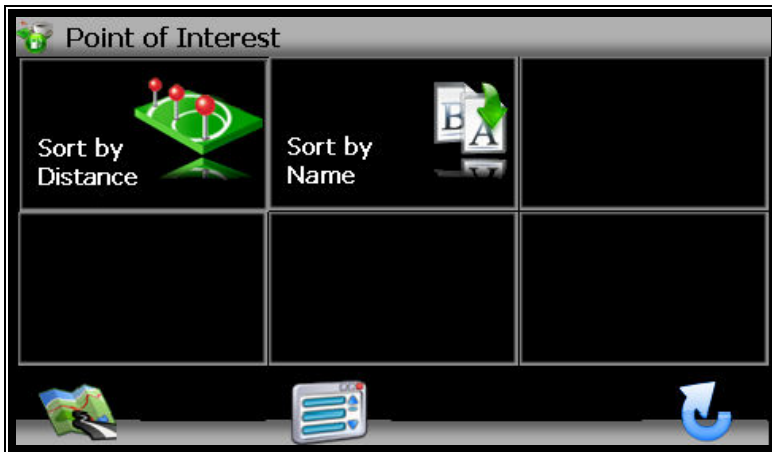 Point of Interest
Sort by
Distance
Sort by
Name
B
A